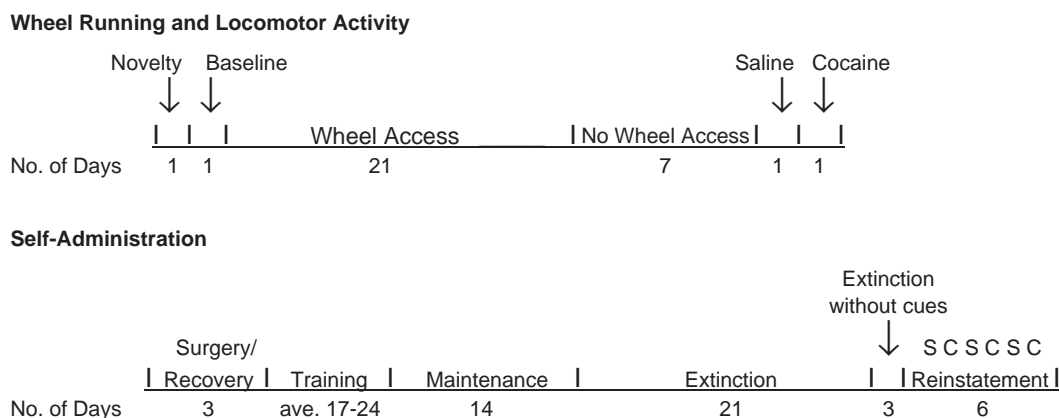 Wheel Running and Locomotor Activity
Novelty Baseline Saline Cocaine
Wheel Access No Wheel Access
No. of Days 1 1 21 7 1 1
Self-Administration
Extinction
without cues
Surgery/ S C S C S C
Recovery Training Maintenance Extinction Reinstatement
No. of Days 3 ave. 17-24 14 21 3 6